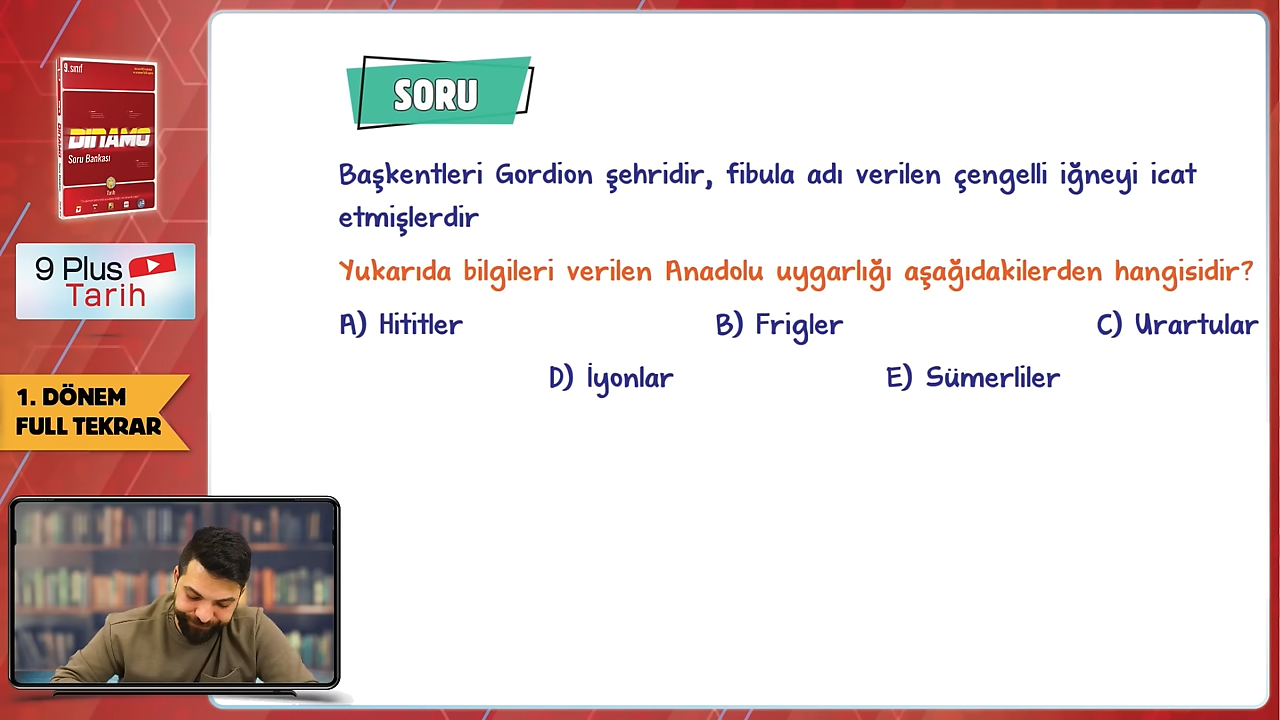 9. sınıf
DİNAMO
Soru Bankası
Tarih
9 Plus
Tarih
1. DÖNEM
FULL TEKRAR
SORU
Başkentleri Gordion şehridir, fibula adı verilen çengelli iğneyi icat
etmişlerdir
Yukarıda bilgileri verilen Anadolu uygarlığı aşağıdakilerden hangisidir?
A) Hititler B) Frigler C) Urartular
D) İyonlar E) Sümerliler